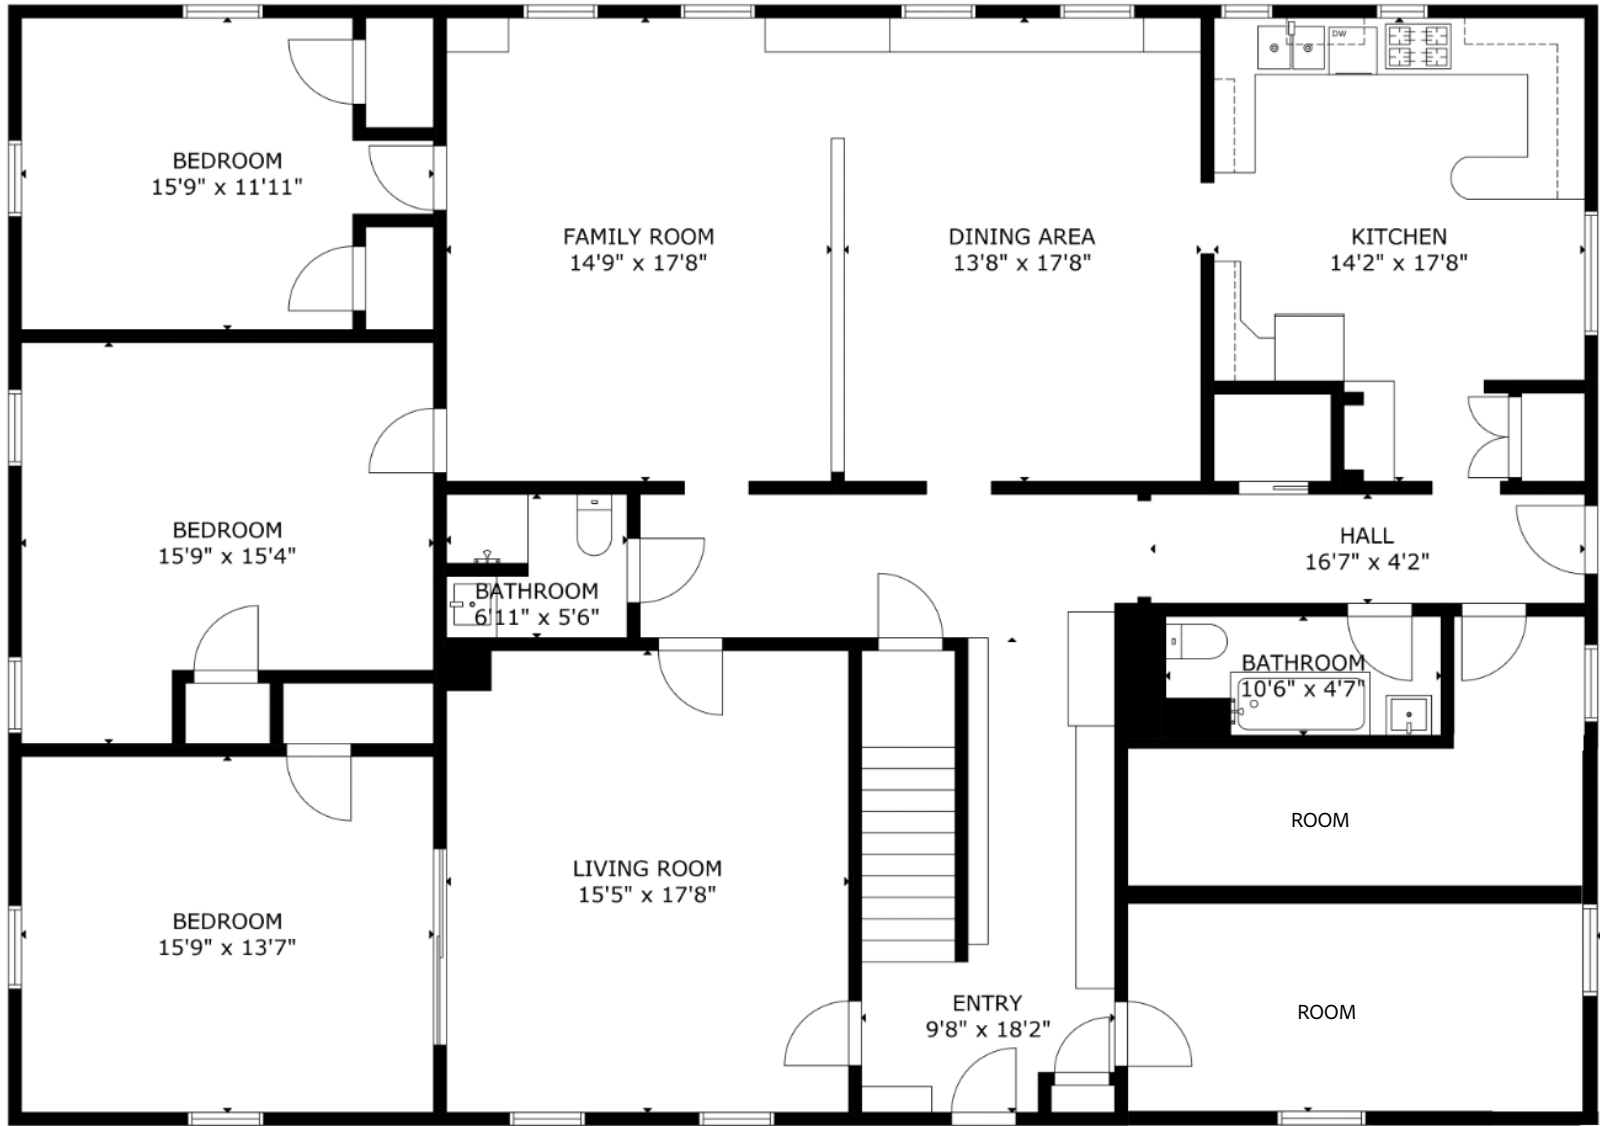 DW
BEDROOM
15'9" x 11'11"
FAMILY ROOM
14'9" x 17'8"
DINING AREA
13'8" x 17'8"
KITCHEN
14'2" x 17'8"
BEDROOM
15'9" x 15'4"
HALL
16'7" x 4'2"
BATHROOM
6'11" x 5'6"
BATHROOM
10'6" x 4'7"
ROOM
LIVING ROOM
15'5" x 17'8"
BEDROOM
15'9" x 13'7"
ENTRY
9'8" x 18'2"
ROOM